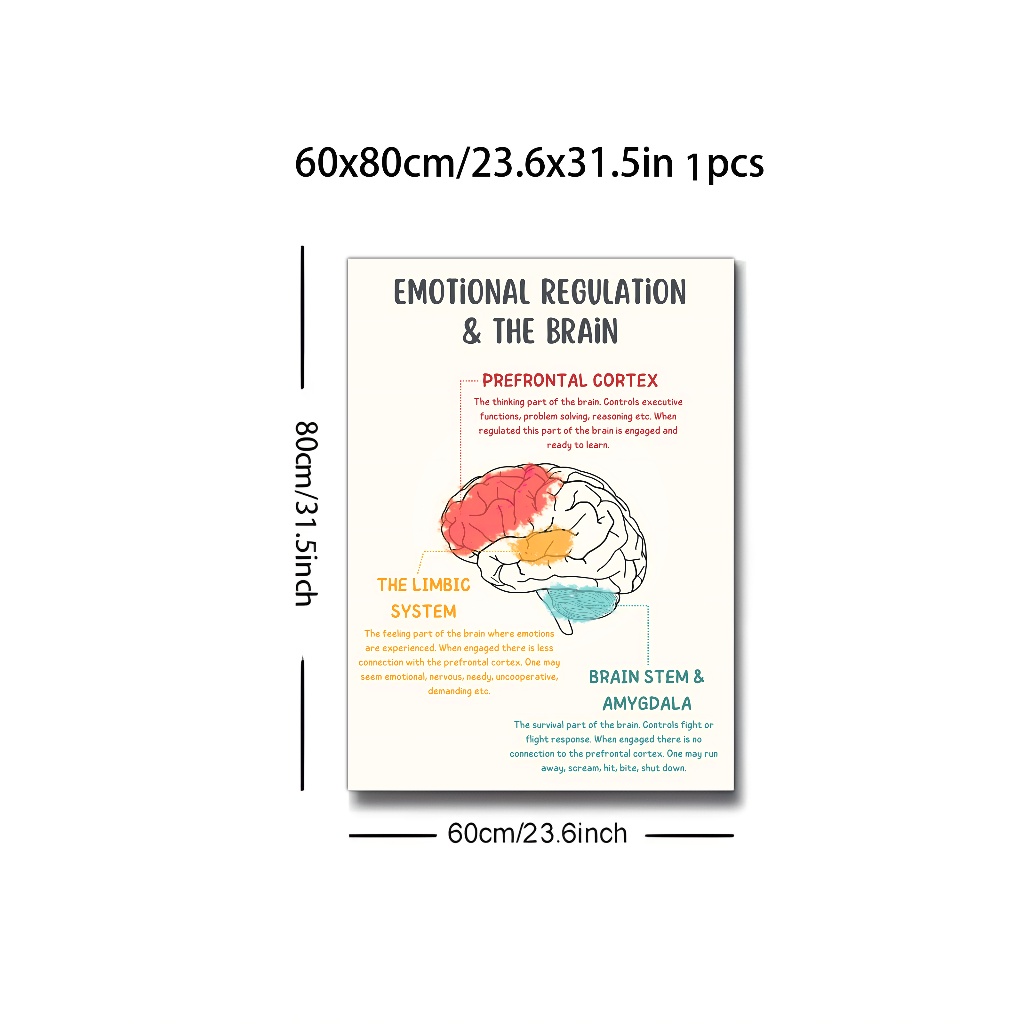 60x80cm/23.6x31.5in 1pcs
80cm/31.5inch
EMOTiONAL REGULATiON
& THE BRAiN
PREFRONTAL CORTEX
The thinking part of the brain. Controls executive
functions, problem solving, reasoning etc. When
regulated this part of the brain is engaged and
ready to learn.
THE LIMBIC
SYSTEM
The feeling part of the brain where emotions
are experienced. When engaged there is less
connection with the prefrontal cortex. One may
seem emotional, nervous, needy, uncooperative,
demanding etc.
BRAIN STEM &
AMYGDALA
The survival part of the brain. Controls fight or
flight response. When engaged there is no
connection to the prefrontal cortex. One may run
away, scream, hit, bite, shut down.
60cm/23.6inch